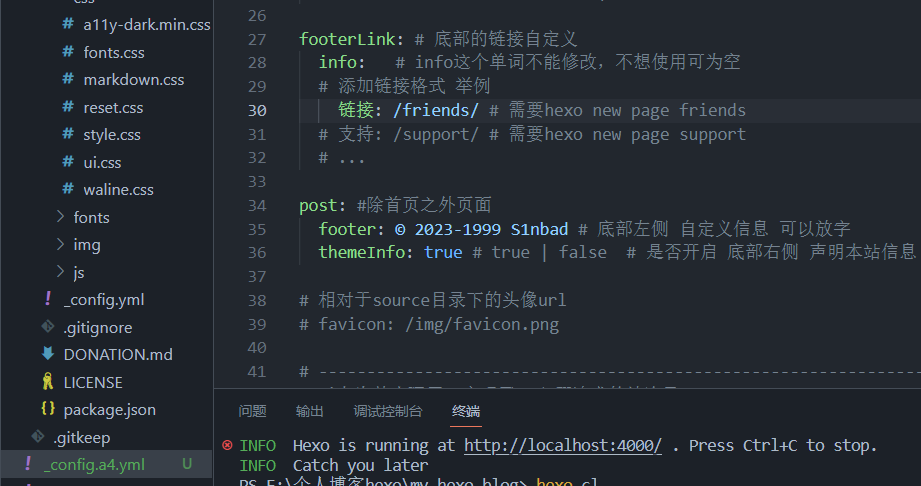 css
a11y-dark.min.css
fonts.css
markdown.css
reset.css
style.css
ui.css
waline.css
fonts
img
js
_config.yml
.gitignore
DONATION.md
LICENSE
package.json
.gitkeep
_config.a4.yml U
26
27 footerLink: # 底部的链接自定义
28 info: # info这个单词不能修改，不想使用可为空
29 # 添加链接格式 举例
30 链接: /friends/ # 需要hexo new page friends
31 # 支持: /support/ # 需要hexo new page support
32 # ...
33
34 post: #除首页之外页面
35 footer: © 2023-1999 S1nbad # 底部左侧 自定义信息 可以放字
36 themeInfo: true # true | false # 是否开启 底部右侧 声明本站信息
37
38 # 相对于source目录下的头像url
39 # favicon: /img/favicon.png
40
41 # ----------------------------------------------------------------
问题 输出 调试控制台 终端
INFO Hexo is running at http://localhost:4000/ . Press Ctrl+C to stop.
INFO Catch you later
PS E:\个人博客hexo\my_hexo_blog> hexo cl